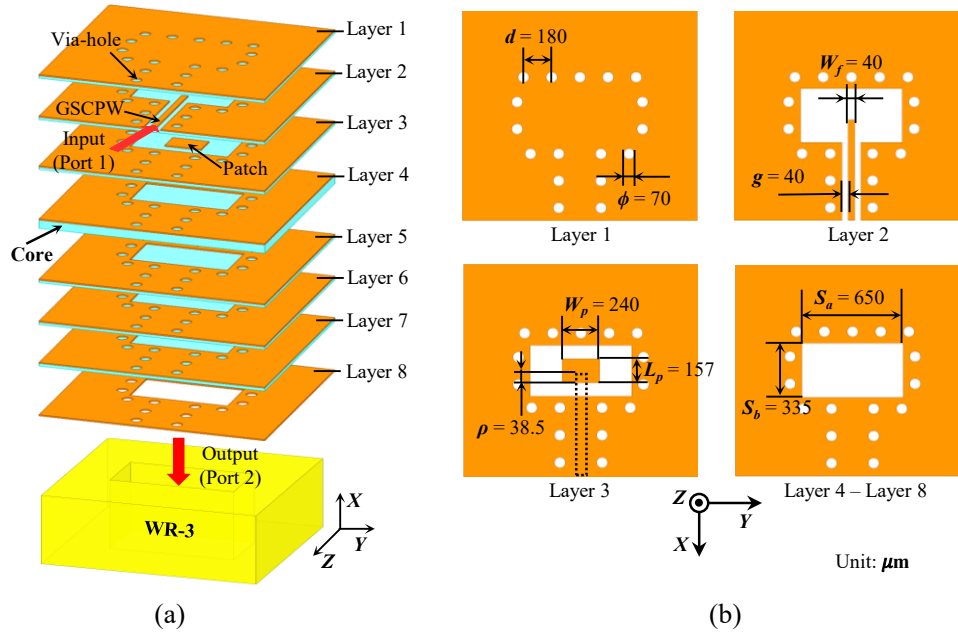 Layer 1
Via-hole
Layer 2
GSCPW
Layer 3
Input
(Port 1)
Patch
Layer 4
Core
Layer 5
Layer 6
Layer 7
Layer 8
Output
(Port 2)
WR-3
X
Y
Z
(a)
d = 180
ϕ = 70
Layer 1
W_f = 40
g = 40
Layer 2
W_p = 240
L_p = 157
ρ = 38.5
Layer 3
S_a = 650
S_b = 335
Layer 4 – Layer 8
Z
Y
X
Unit: μm
(b)